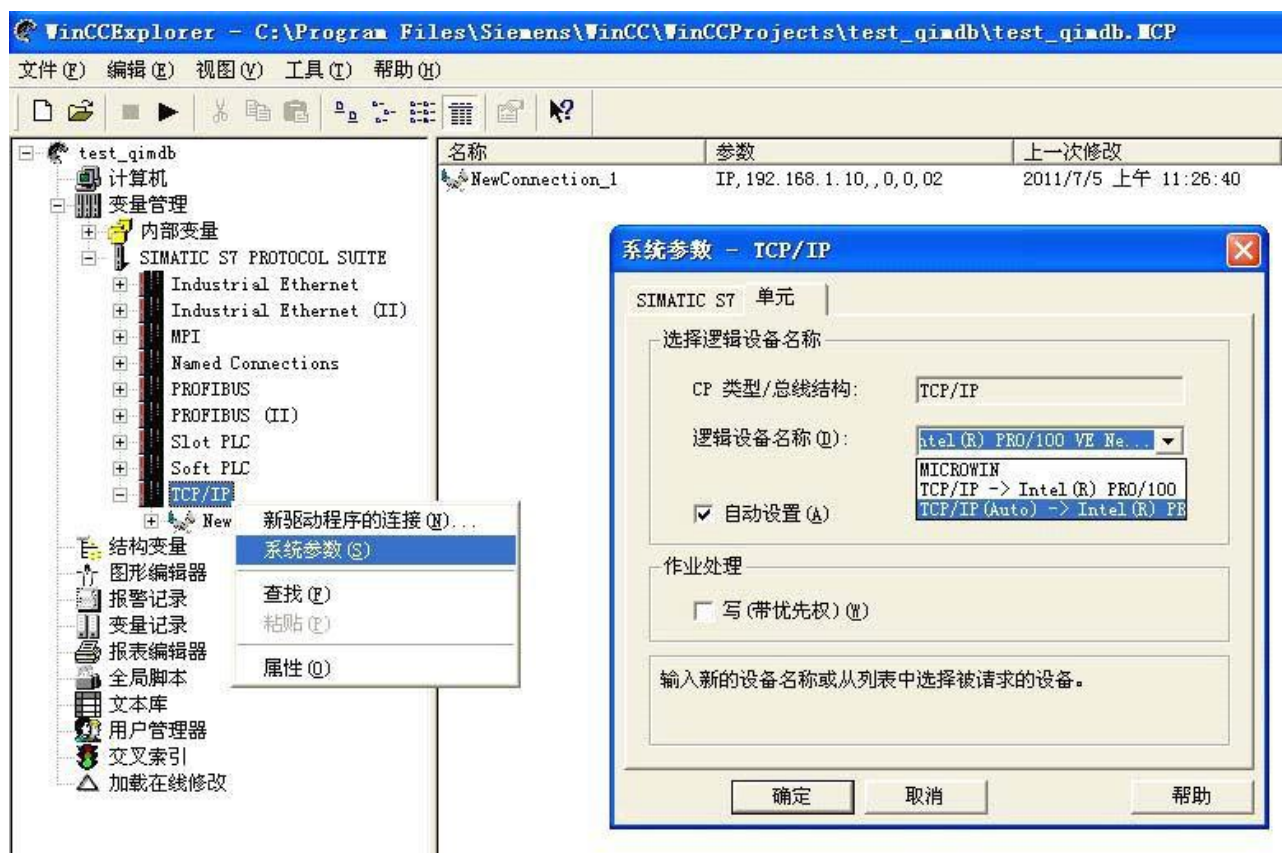 WinCCExplorer - C:\Program Files\Siemens\WinCC\WinCCProjects\test_qimdb\test_qimdb.MCP
文件(F) 编辑(E) 视图(V) 工具(T) 帮助(H)
test_qimdb
计算机
变量管理
内部变量
SIMATIC S7 PROTOCOL SUITE
Industrial Ethernet
Industrial Ethernet (II)
MPI
Named Connections
PROFIBUS
PROFIBUS (II)
Slot PLC
Soft PLC
TCP/IP
New
结构变量
图形编辑器
报警记录
变量记录
报表编辑器
全局脚本
文本库
用户管理器
交叉索引
加载在线修改
新驱动程序的连接(N)...
系统参数(S)
查找(F)
粘贴(P)
属性(O)
名称 参数 上一次修改
NewConnection_1 IP,192.168.1.10,,0,0,02 2011/7/5 上午 11:26:40
系统参数 - TCP/IP
SIMATIC S7 单元
选择逻辑设备名称
CP 类型/总线结构: TCP/IP
逻辑设备名称(D): ntel(R) PRO/100 VE Ne...
MICROWIN
TCP/IP -> Intel(R) PRO/100
TCP/IP(Auto) -> Intel(R) PR
自动设置(A)
作业处理
写(带优先权)(W)
输入新的设备名称或从列表中选择被请求的设备。
确定 取消 帮助